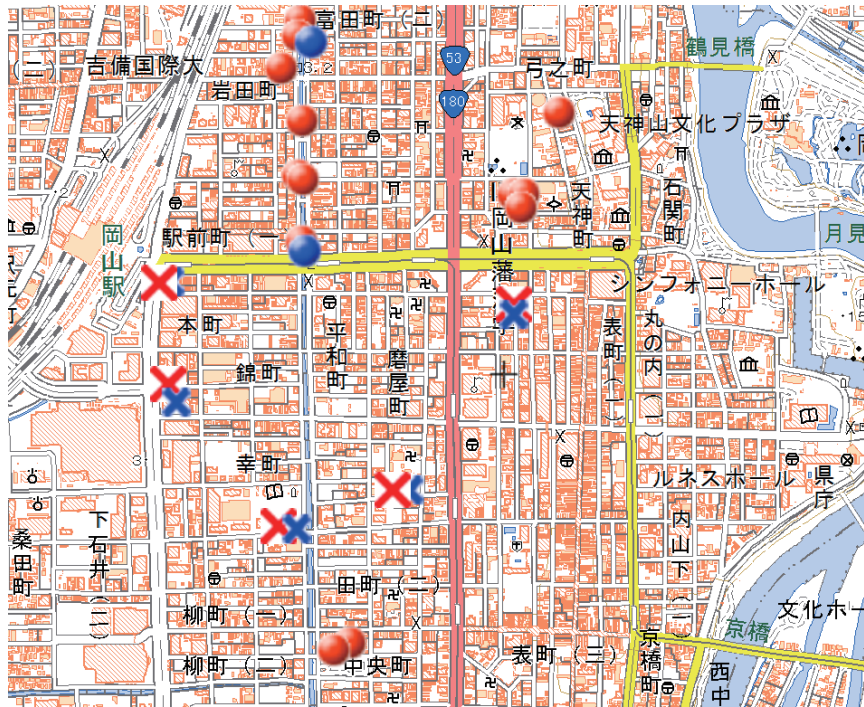 富田町(二)
鶴見橋
53
吉備国際大
(二)
弓之町
3.2
岩田町
180
天神山文化プラザ
2
天神町
石関町
岡山駅
駅前町(一
岡山藩
月見
シンフォニーホール
本町
平和町
表町(一)
丸の内(一)
磨屋町
錦町
幸町
3
ルネスホール
県庁
下石井(二)
桑田町
内山下(二)
田町(二)
柳町(一)
文化ホー
京橋
表町(三)
京橋町
柳町(二)
中央町
西中